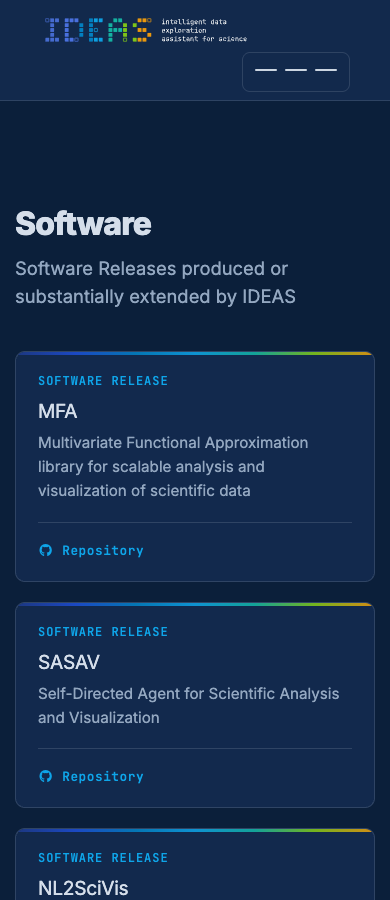 IDEAS
intelligent data
exploration
assistant for science
Software
Software Releases produced or
substantially extended by IDEAS
SOFTWARE RELEASE
MFA
Multivariate Functional Approximation
library for scalable analysis and
visualization of scientific data
Repository
SOFTWARE RELEASE
SASAV
Self-Directed Agent for Scientific Analysis
and Visualization
Repository
SOFTWARE RELEASE
NL2SciVis